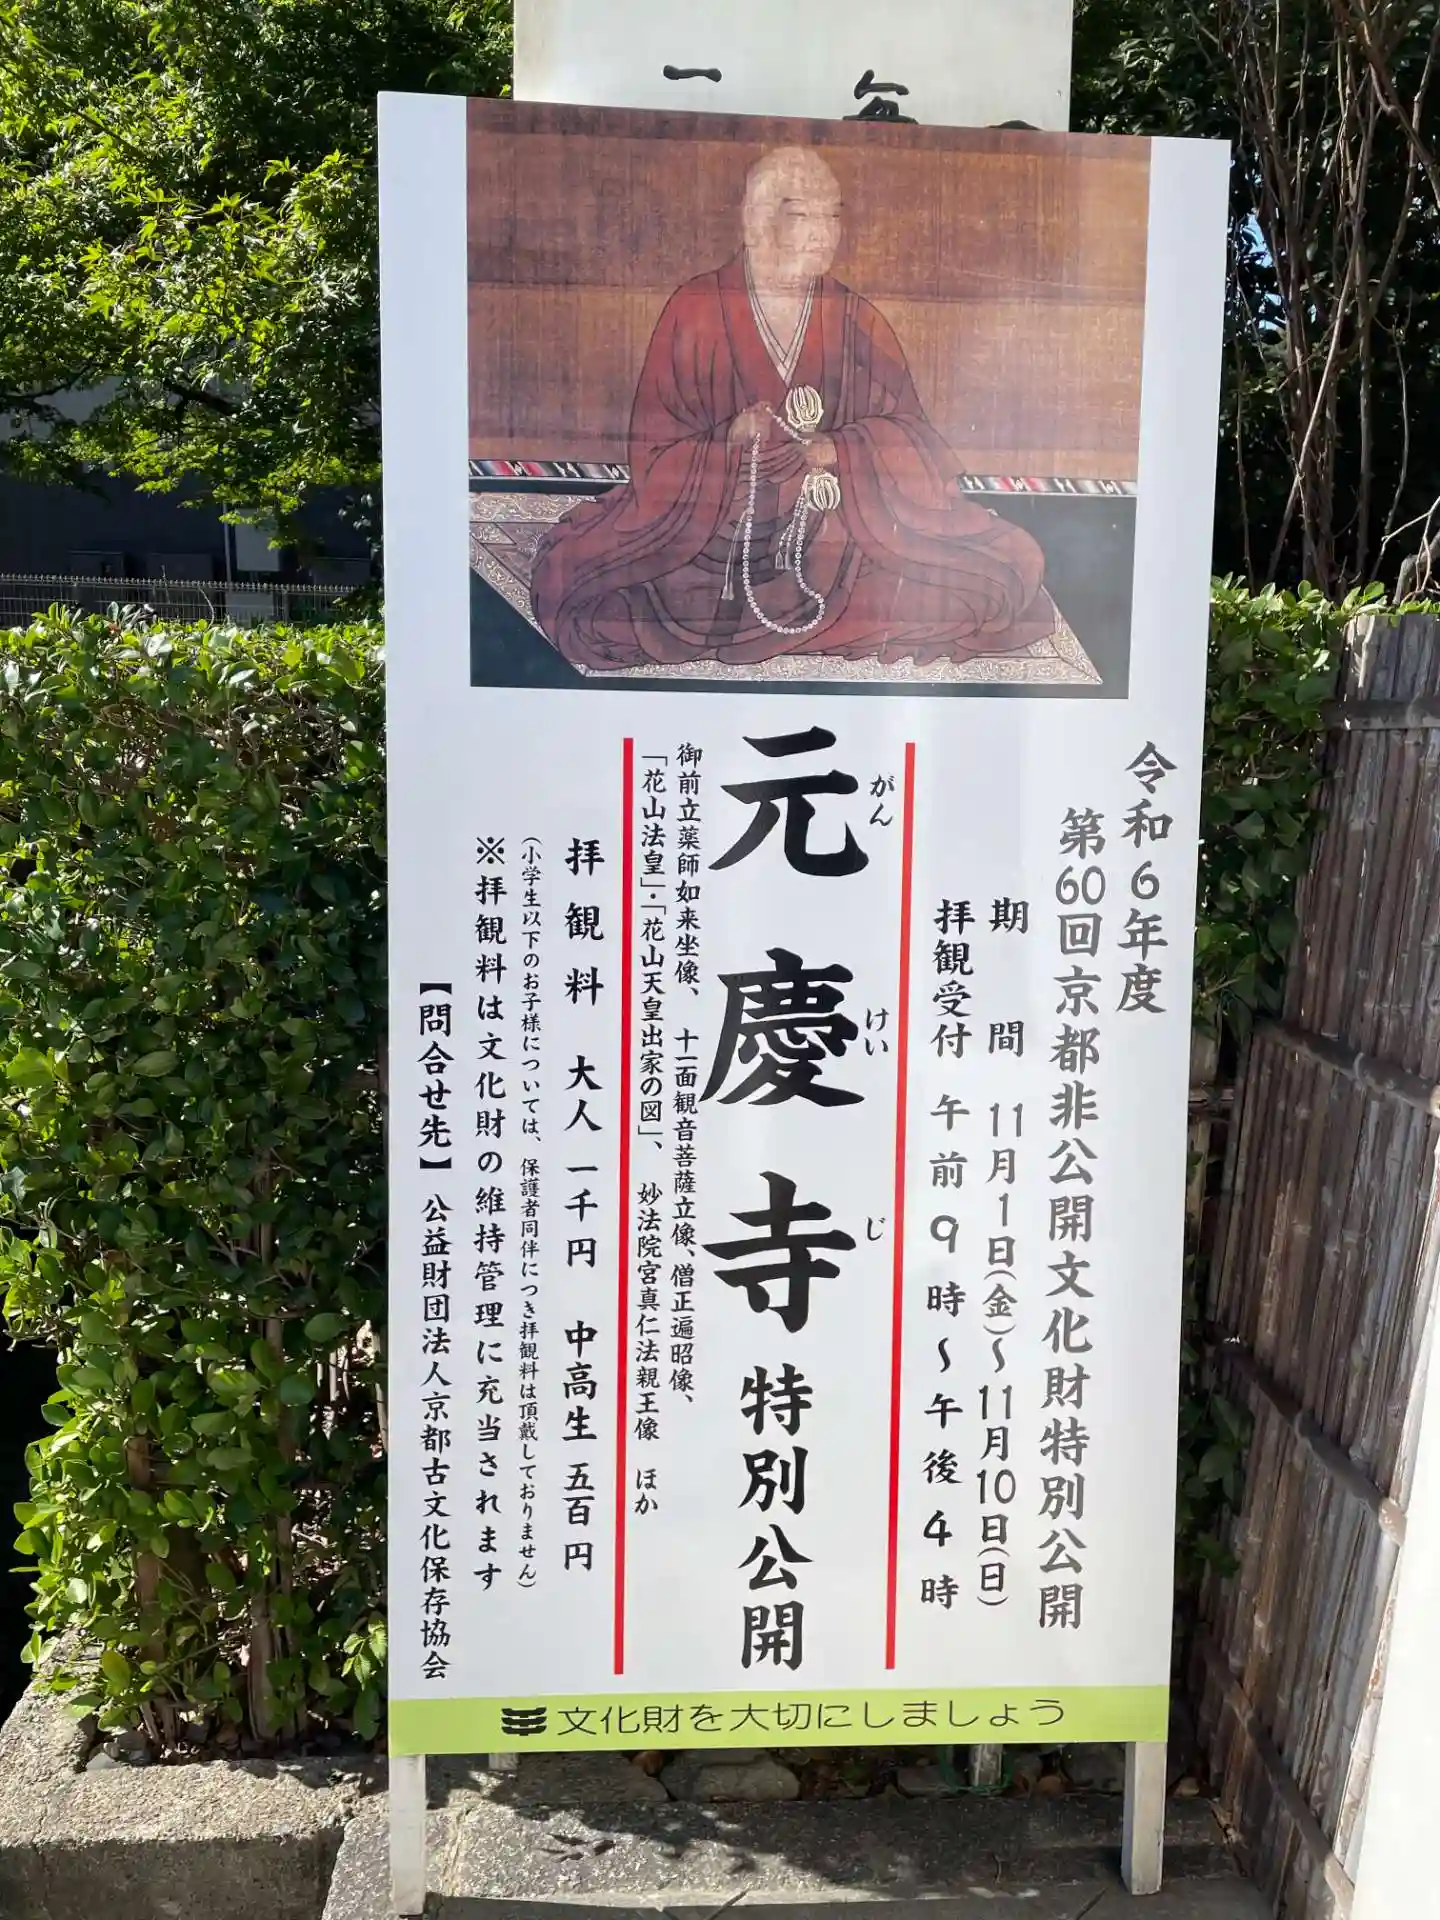 令和6年度
第60回京都非公開文化財特別公開
期間 11月1日(金)～11月10日(日)
拝観受付 午前9時～午後4時
元慶寺 特別公開
がん けい じ
御前立薬師如来坐像、十一面観音菩薩立像、僧正遍昭像、
「花山法皇」・「花山天皇出家の図」、妙法院宮真仁法親王像 ほか
拝観料 大人 一千円 中高生 五百円
(小学生以下のお子様については、保護者同伴につき拝観料は頂戴しておりません)
※拝観料は文化財の維持管理に充当されます
【問合せ先】公益財団法人京都古文化保存協会
文化財を大切にしましょう